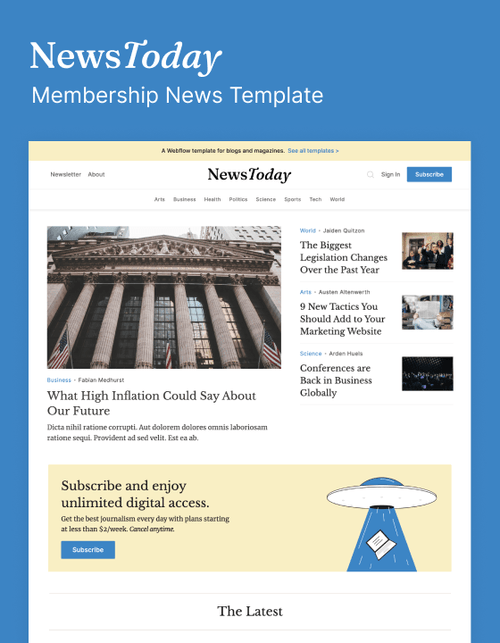 NewsToday
Membership News Template
A Webflow template for blogs and magazines. See all templates >
Newsletter About
NewsToday
Sign In
Subscribe
Arts Business Health Politics Science Sports Tech World
Business • Fabian Medhurst
What High Inflation Could Say About
Our Future
Dicta nihil ratione corrupti. Aut dolorem dolores omnis laboriosam
ratione sequi. Provident ad sed velit. Est ea ab.
World • Jaiden Quitzon
The Biggest
Legislation Changes
Over the Past Year
Arts • Austen Altenwerth
9 New Tactics You
Should Add to Your
Marketing Website
Science • Arden Huels
Conferences are
Back in Business
Globally
Subscribe and enjoy
unlimited digital access.
Get the best journalism every day with plans starting
at less than $2/week. Cancel anytime.
Subscribe
The Latest